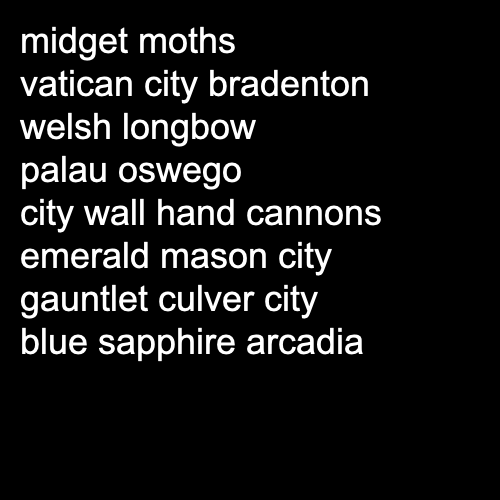 midget moths
vatican city bradenton
welsh longbow
palau oswego
city wall hand cannons
emerald mason city
gauntlet culver city
blue sapphire arcadia